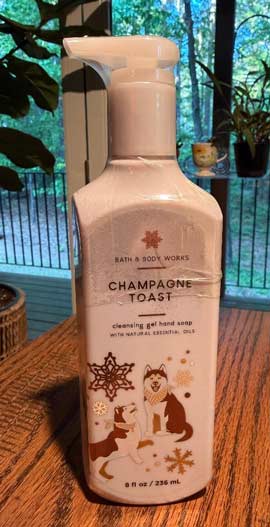 BATH & BODY WORKS
CHAMPAGNE
TOAST
cleansing gel hand soap
WITH NATURAL ESSENTIAL OILS
8 fl oz / 236 mL